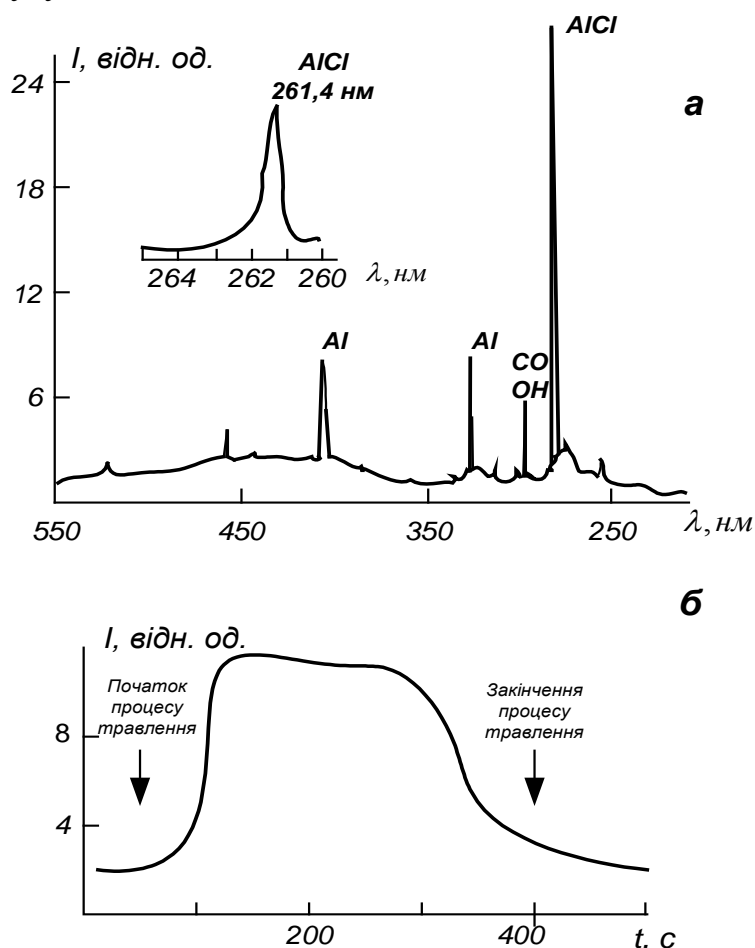 I, відн. од.
AlCl
a
24
AlCl
261,4 нм
18
264 262 260 λ, нм
12
Al
Al
CO
OH
6
550 450 350 250 λ, нм
б
I, відн. од.
Початок
процесу
травлення
Закінчення
процесу
травлення
8
4
200 400 t, c